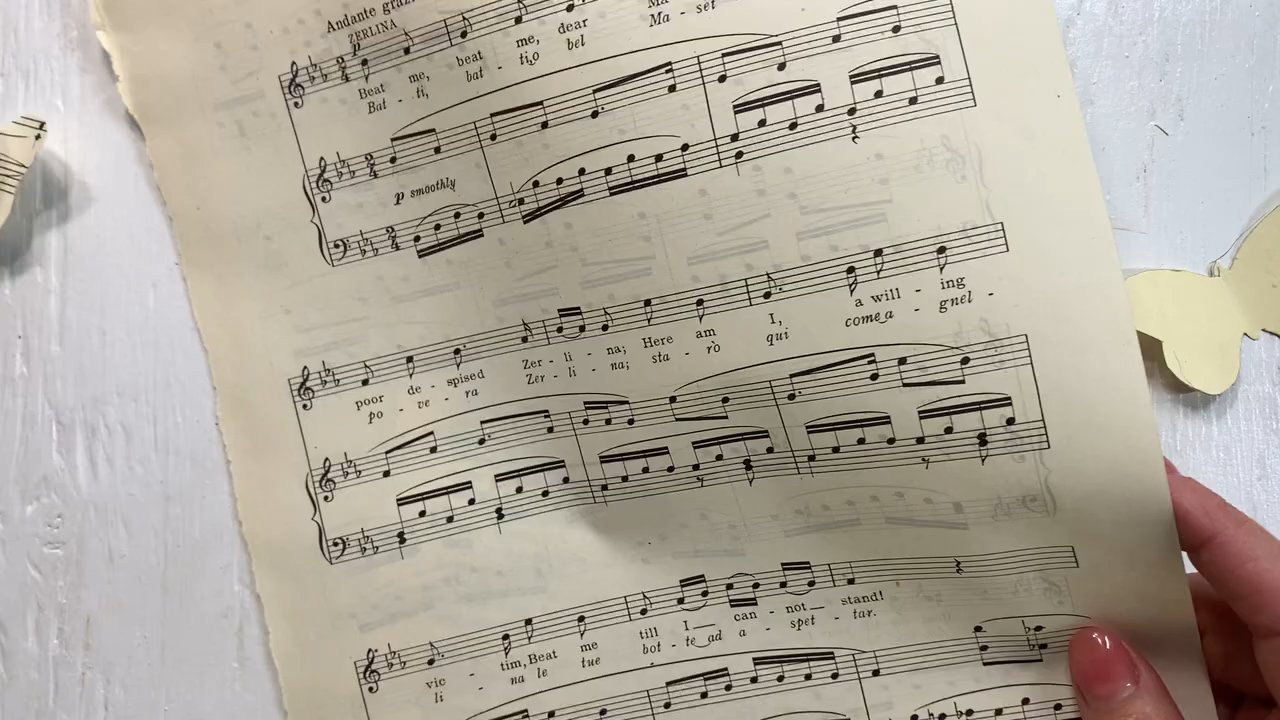 Andante graz
ZERLINA
p
Beat me, beat me, dear Ma
Bat - ti, bat - ti,o bel Ma - set
p smoothly
poor de - spised Zer - li - na; Here am I, a will - ing
po - ve - ra Zer - li - na; sta - rò qui come a - gnel -
vic - tim, Beat me till I can - not stand!
li - na le tue bot - te ad a - spet - tar.